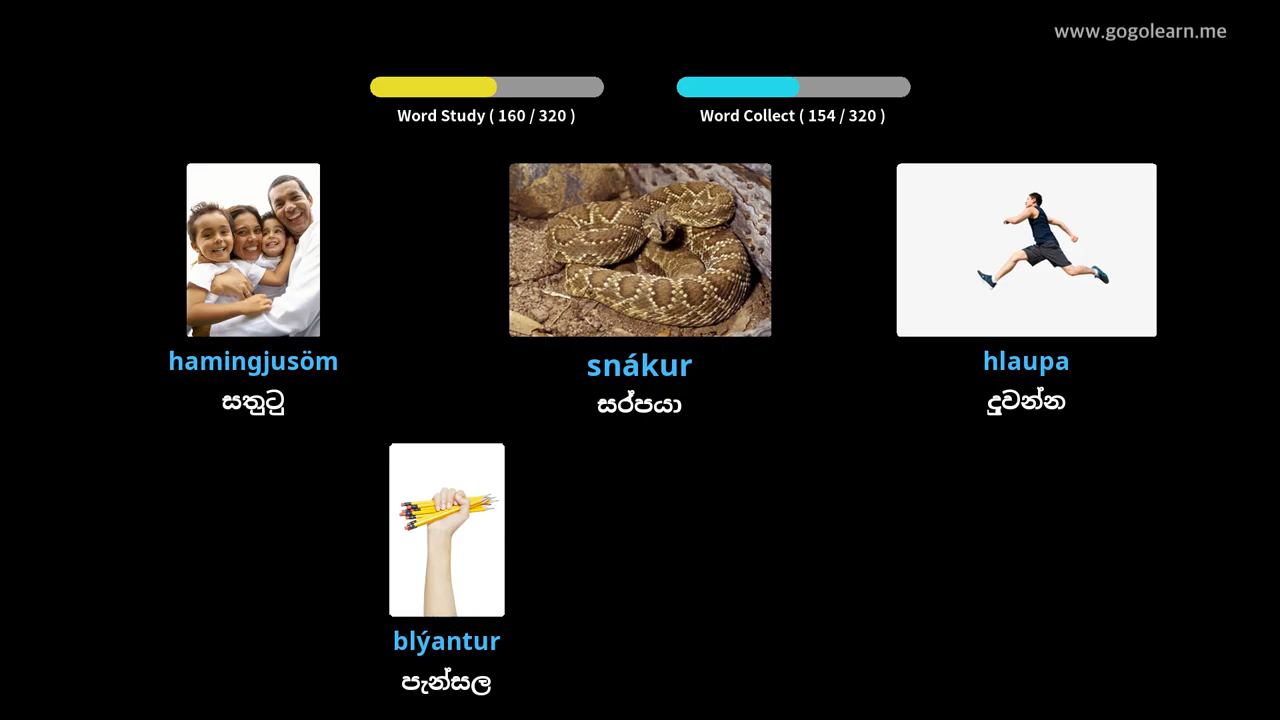 www.gogolearn.me
Word Study ( 160 / 320 )
Word Collect ( 154 / 320 )
hamingjusöm
සතුටු
snákur
සර්පයා
hlaupa
දුවන්න
blýantur
පැන්සල